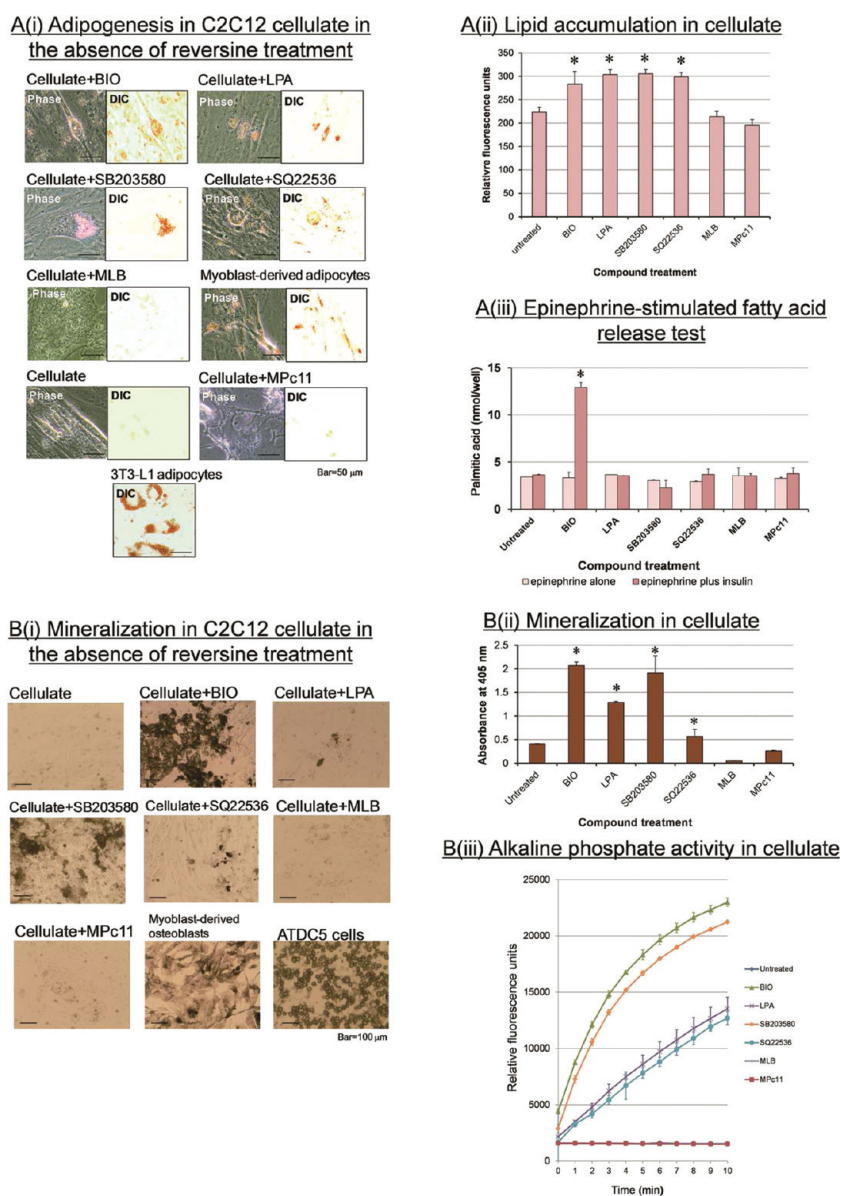 A(i) Adipogenesis in C2C12 cellulate in
the absence of reversine treatment
Cellulate+BIO
Cellulate+LPA
Phase
DIC
Phase
DIC
Cellulate+SB203580
Cellulate+SQ22536
Phase
DIC
Phase
DIC
Cellulate+MLB
Myoblast-derived adipocytes
Phase
DIC
Phase
DIC
Cellulate
Cellulate+MPc11
Phase
DIC
Phase
DIC
3T3-L1 adipocytes
Bar=50 µm
DIC
A(ii) Lipid accumulation in cellulate
Relativre fluorescence units
350
300
250
200
150
100
50
0
* * * *
untreated
BIO
LPA
SB203580
SQ22536
MLB
MPc11
Compound treatment
A(iii) Epinephrine-stimulated fatty acid
release test
Palmitic acid (nmol/well)
15
10
5
0
*
Untreated
BIO
LPA
SB203580
SQ22536
MLB
MPc11
Compound treatment
epinephrine alone
epinephrine plus insulin
B(i) Mineralization in C2C12 cellulate in
the absence of reversine treatment
Cellulate
Cellulate+BIO
Cellulate+LPA
Cellulate+SB203580
Cellulate+SQ22536
Cellulate+MLB
Cellulate+MPc11
Myoblast-derived
osteoblasts
ATDC5 cells
Bar=100 µm
B(ii) Mineralization in cellulate
Absorbance at 405 nm
2.5
2
1.5
1
0.5
0
* * * *
Untreated
BIO
LPA
SB203580
SQ22536
MLB
MPc11
Compound treatment
B(iii) Alkaline phosphate activity in cellulate
Relative fluorescence units
25000
20000
15000
10000
5000
0
0 1 2 3 4 5 6 7 8 9 10
Time (min)
Untreated
BIO
LPA
SB203580
SQ22536
MLB
MPc11